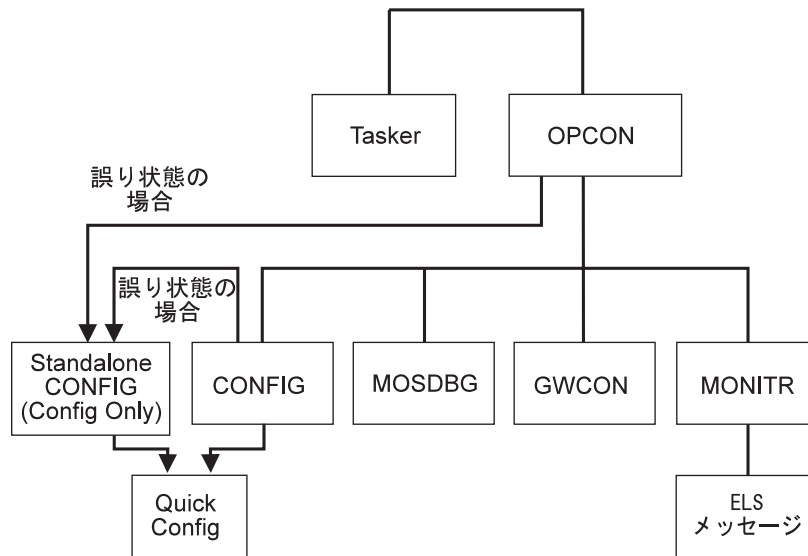 Tasker
OPCON
誤り状態の
場合
誤り状態の
場合
Standalone
CONFIG
(Config Only)
CONFIG
MOSDBG
GWCON
MONITR
Quick
Config
ELS
メッセージ